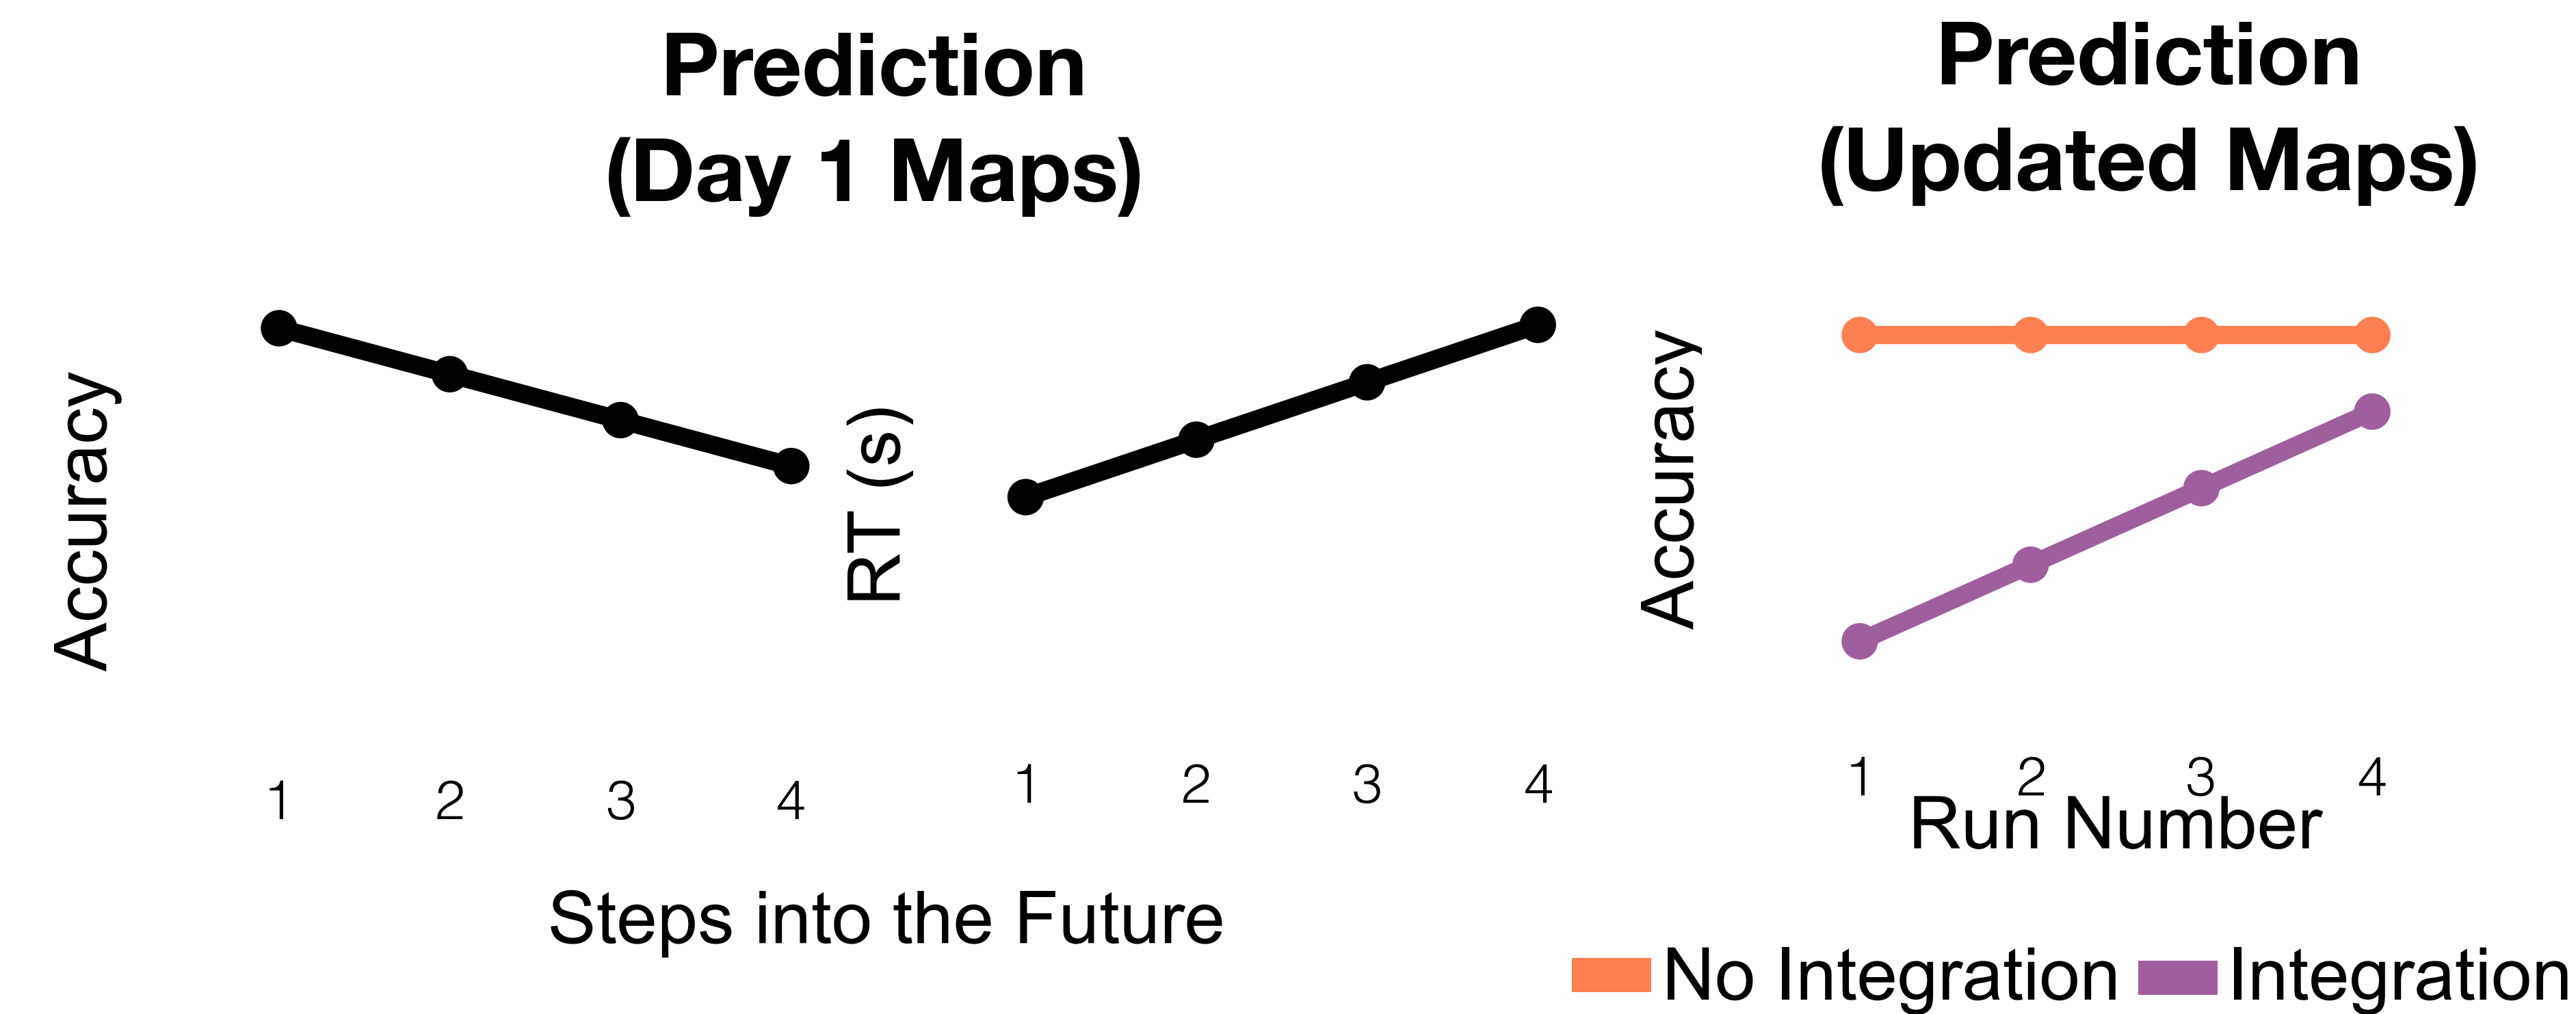 Prediction
(Day 1 Maps)
Accuracy
1 2 3 4
RT (s)
1 2 3 4
Steps into the Future
Prediction
(Updated Maps)
Accuracy
1 2 3 4
Run Number
No Integration
Integration